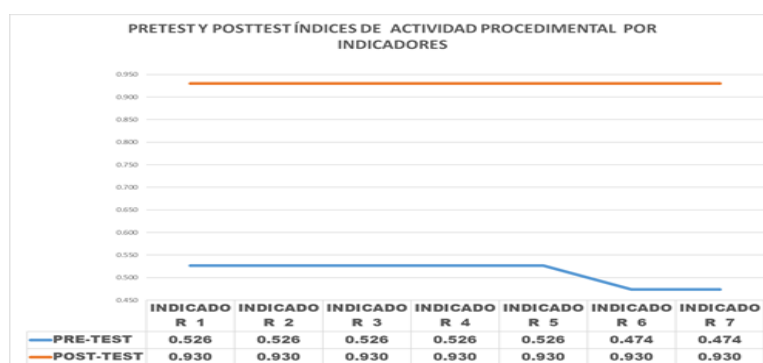 PRETEST Y POSTTEST ÍNDICES DE ACTIVIDAD PROCEDIMENTAL POR
INDICADORES
0.950
0.900
0.850
0.800
0.750
0.700
0.650
0.600
0.550
0.500
0.450
INDICADO INDICADO INDICADO INDICADO INDICADO INDICADO INDICADO
R 1 R 2 R 3 R 4 R 5 R 6 R 7
PRE-TEST 0.526 0.526 0.526 0.526 0.526 0.474 0.474
POST-TEST 0.930 0.930 0.930 0.930 0.930 0.930 0.930